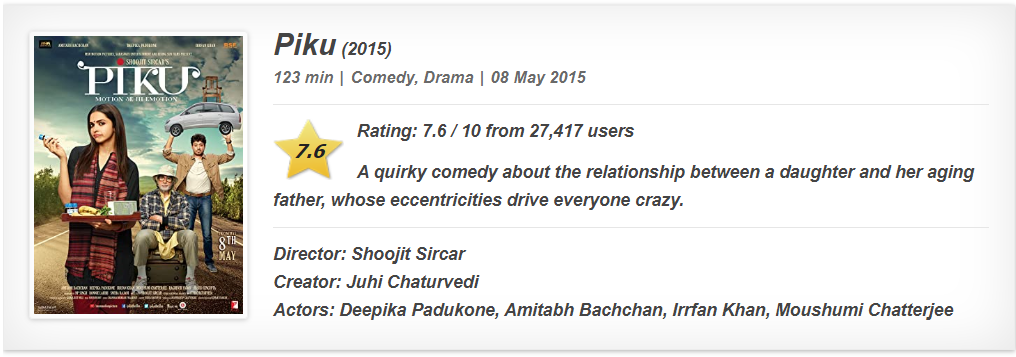 SHOOJIT SIRCAR'S
PIKU
MOTION SE HI EMOTION
8TH
MAY
Piku (2015)
123 min | Comedy, Drama | 08 May 2015
7.6
Rating: 7.6 / 10 from 27,417 users
A quirky comedy about the relationship between a daughter and her aging
father, whose eccentricities drive everyone crazy.
Director: Shoojit Sircar
Creator: Juhi Chaturvedi
Actors: Deepika Padukone, Amitabh Bachchan, Irrfan Khan, Moushumi Chatterjee